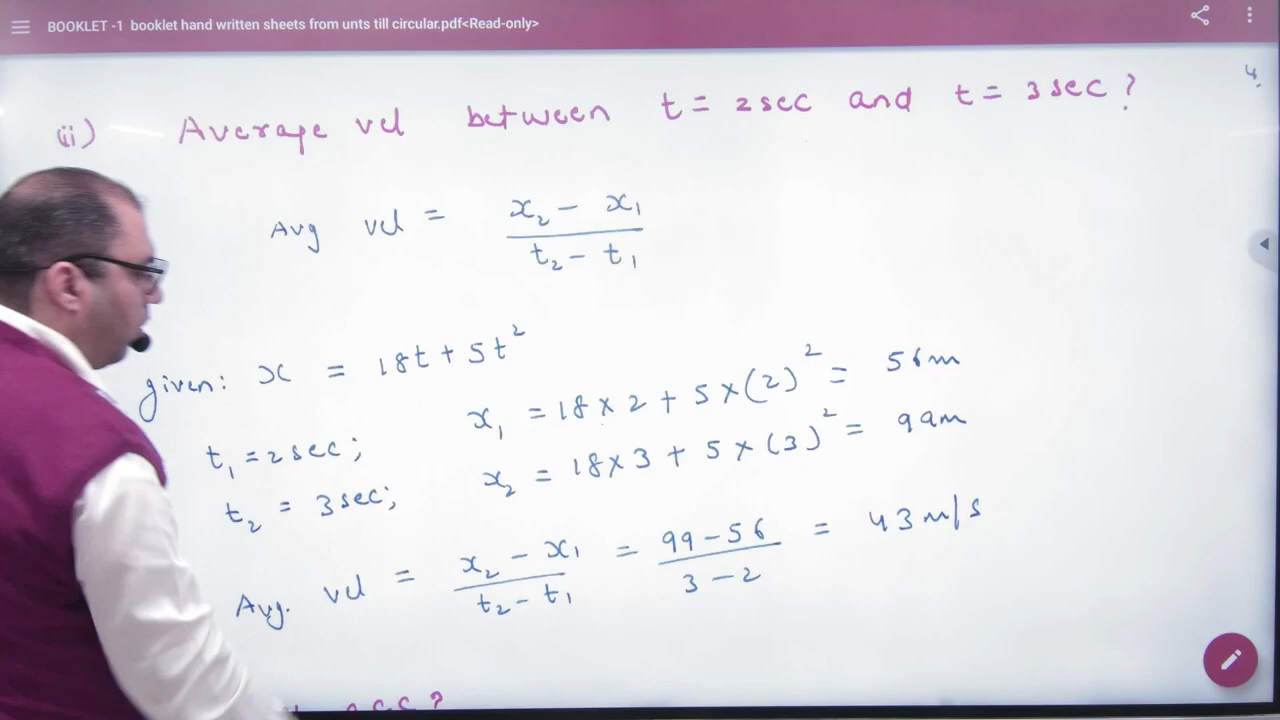 BOOKLET -1 booklet hand written sheets from unts till circular.pdf<Read-only>
4.
(ii) Average vel between t = 2sec and t = 3sec?
Avg vel = x₂ - x₁ / t₂ - t₁
given: x = 18t + 5t²
t₁ = 2sec; x₁ = 18 × 2 + 5 × (2)² = 56m
t₂ = 3sec; x₂ = 18×3 + 5 × (3)² = 99m
Avg. vel = x₂ - x₁ / t₂ - t₁ = 99 - 56 / 3 - 2 = 43 m/s
acc?